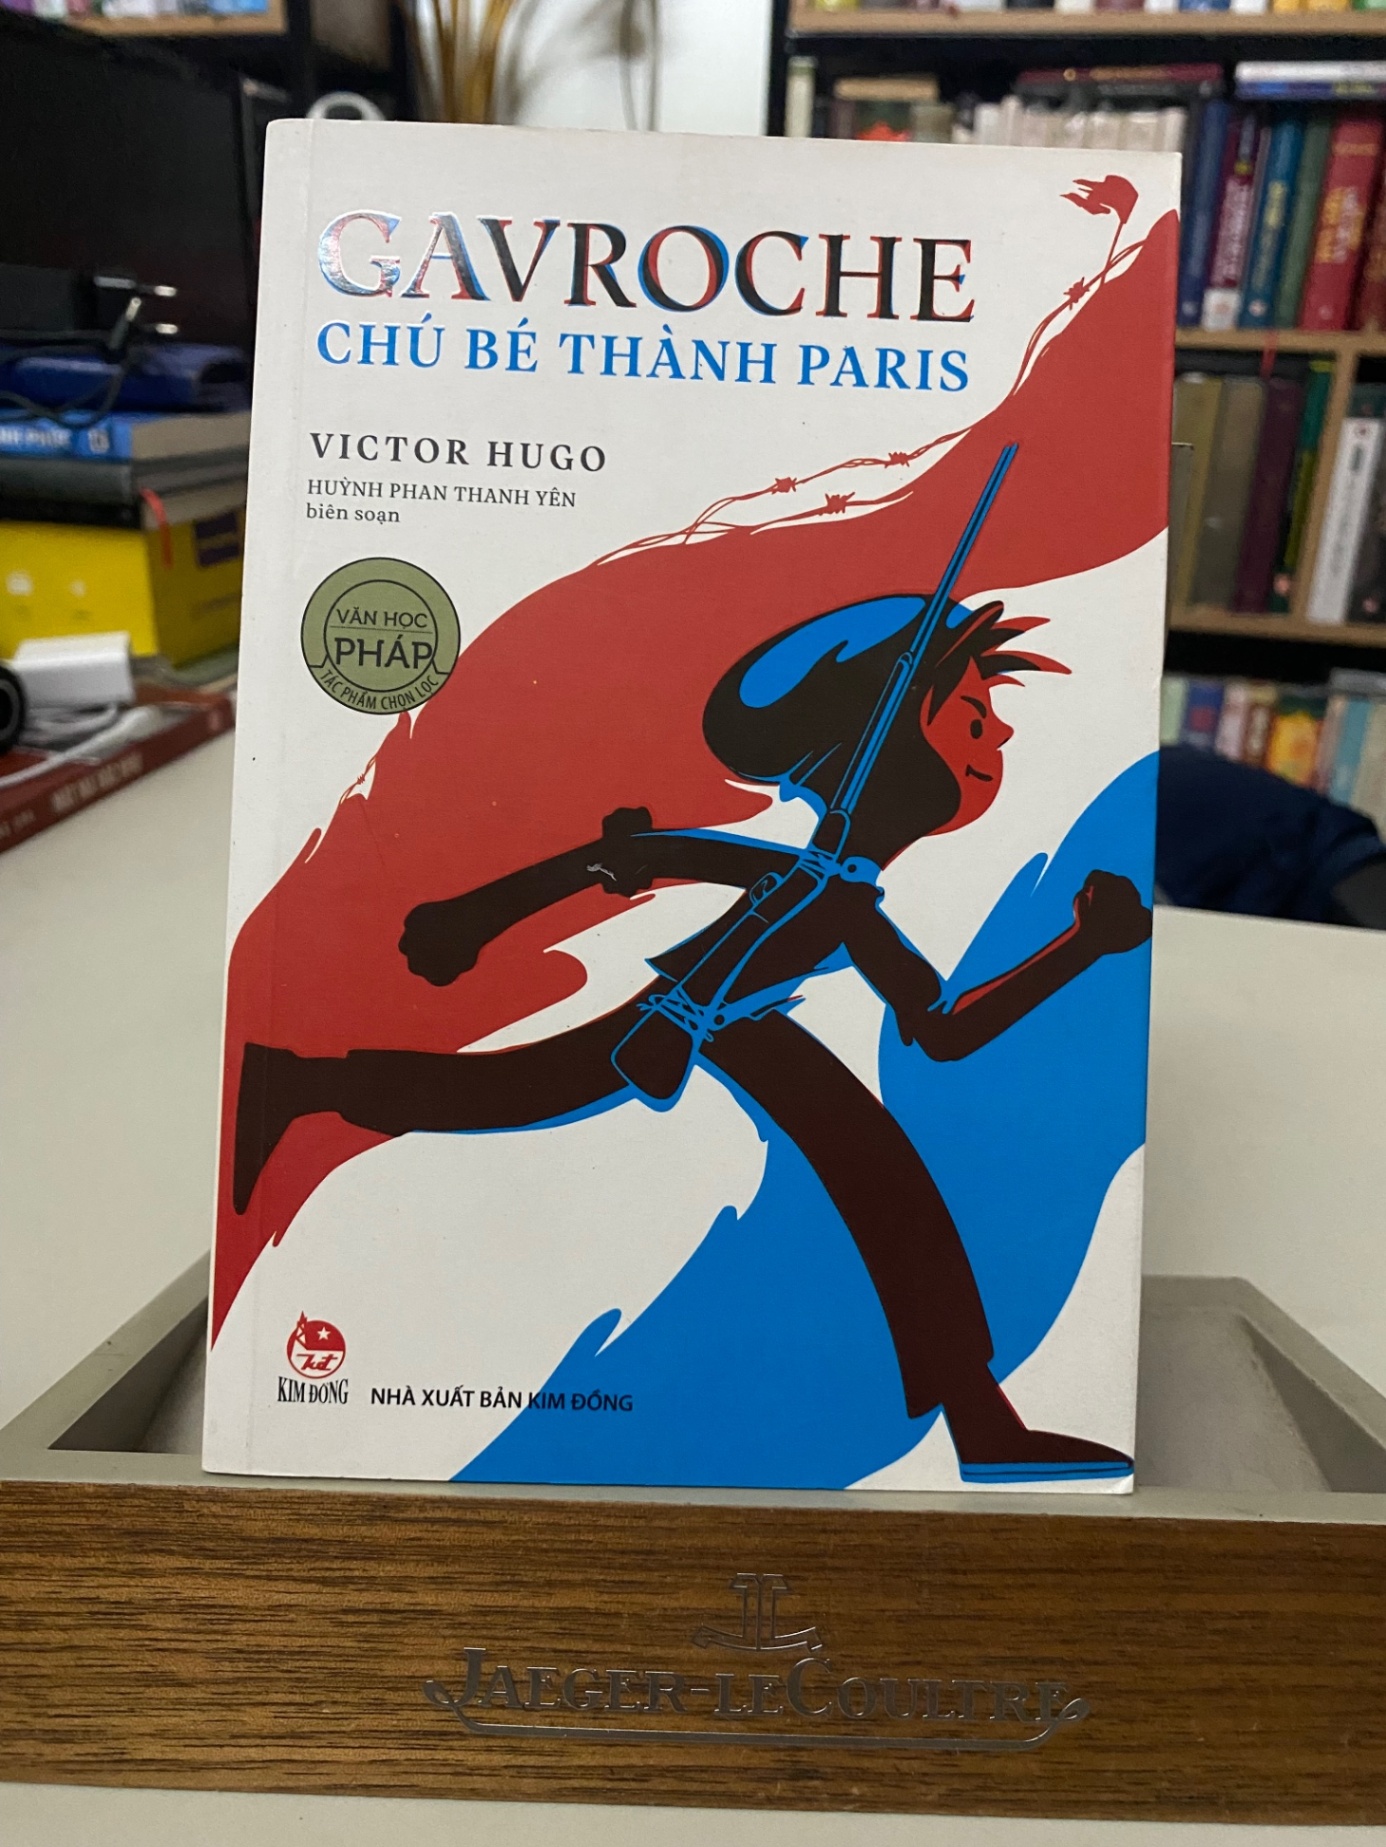 GAVROCHE
CHÚ BÉ THÀNH PARIS
VICTOR HUGO
HUỲNH PHAN THANH YÊN
biên soạn
VĂN HỌC
PHÁP
TÁC PHẨM CHỌN LỌC
KIM ĐỒNG
NHÀ XUẤT BẢN KIM ĐỒNG
JAEGER-LECOULTRE